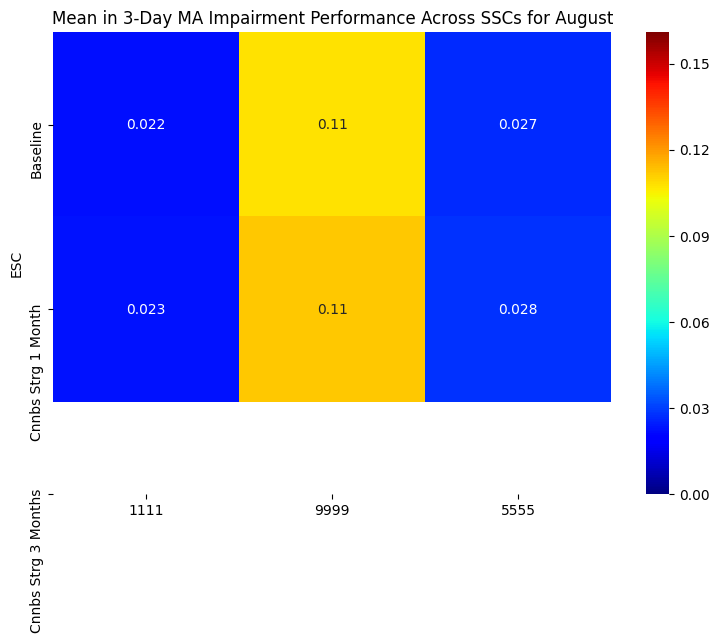 Mean in 3-Day MA Impairment Performance Across SSCs for August
ESC
Baseline
0.022 0.11 0.027
Cnnbs Strg 1 Month
0.023 0.11 0.028
Cnnbs Strg 3 Months
1111 9999 5555
0.15
0.12
0.09
0.06
0.03
0.00